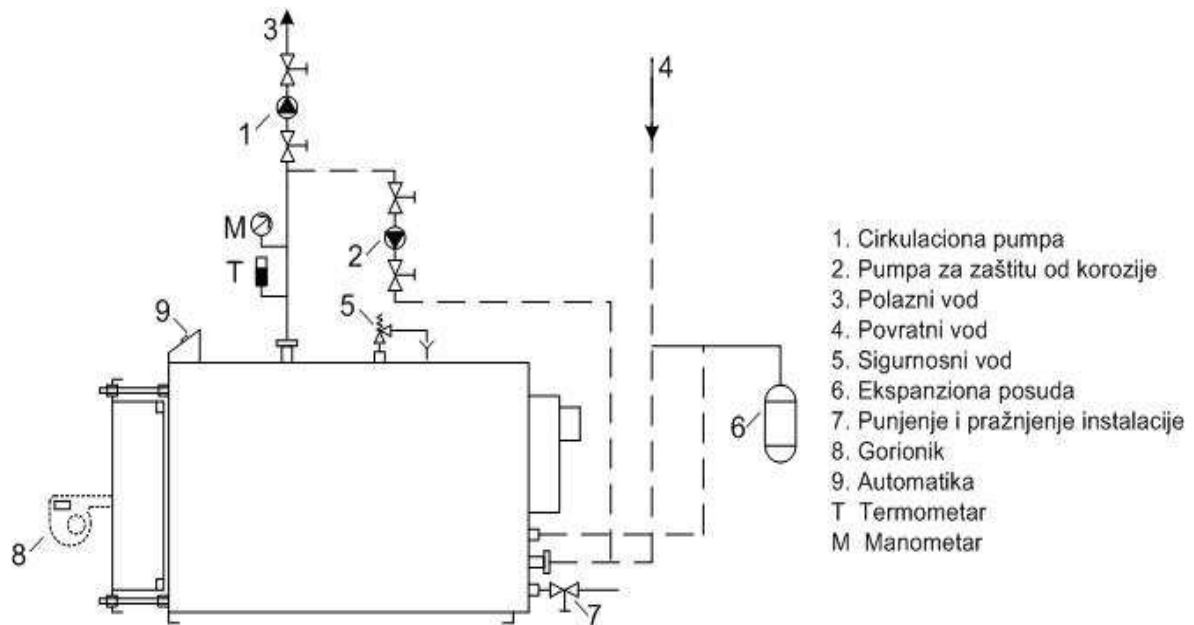 3
4
1
M
2
T
5
9
6
8
7
1. Cirkulaciona pumpa
2. Pumpa za zaštitu od korozije
3. Polazni vod
4. Povratni vod
5. Sigurnosni vod
6. Ekspanziona posuda
7. Punjenje i pražnjenje instalacije
8. Gorionik
9. Automatika
T Termometar
M Manometar